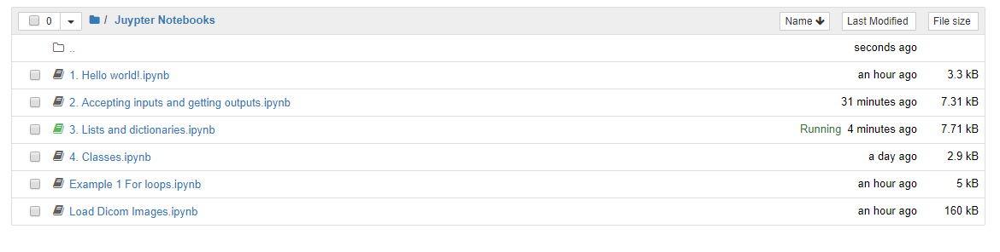 0 / Juypter Notebooks Name Last Modified File size
.. seconds ago
1. Hello world!.ipynb an hour ago 3.3 kB
2. Accepting inputs and getting outputs.ipynb 31 minutes ago 7.31 kB
3. Lists and dictionaries.ipynb Running 4 minutes ago 7.71 kB
4. Classes.ipynb a day ago 2.9 kB
Example 1 For loops.ipynb an hour ago 5 kB
Load Dicom Images.ipynb an hour ago 160 kB